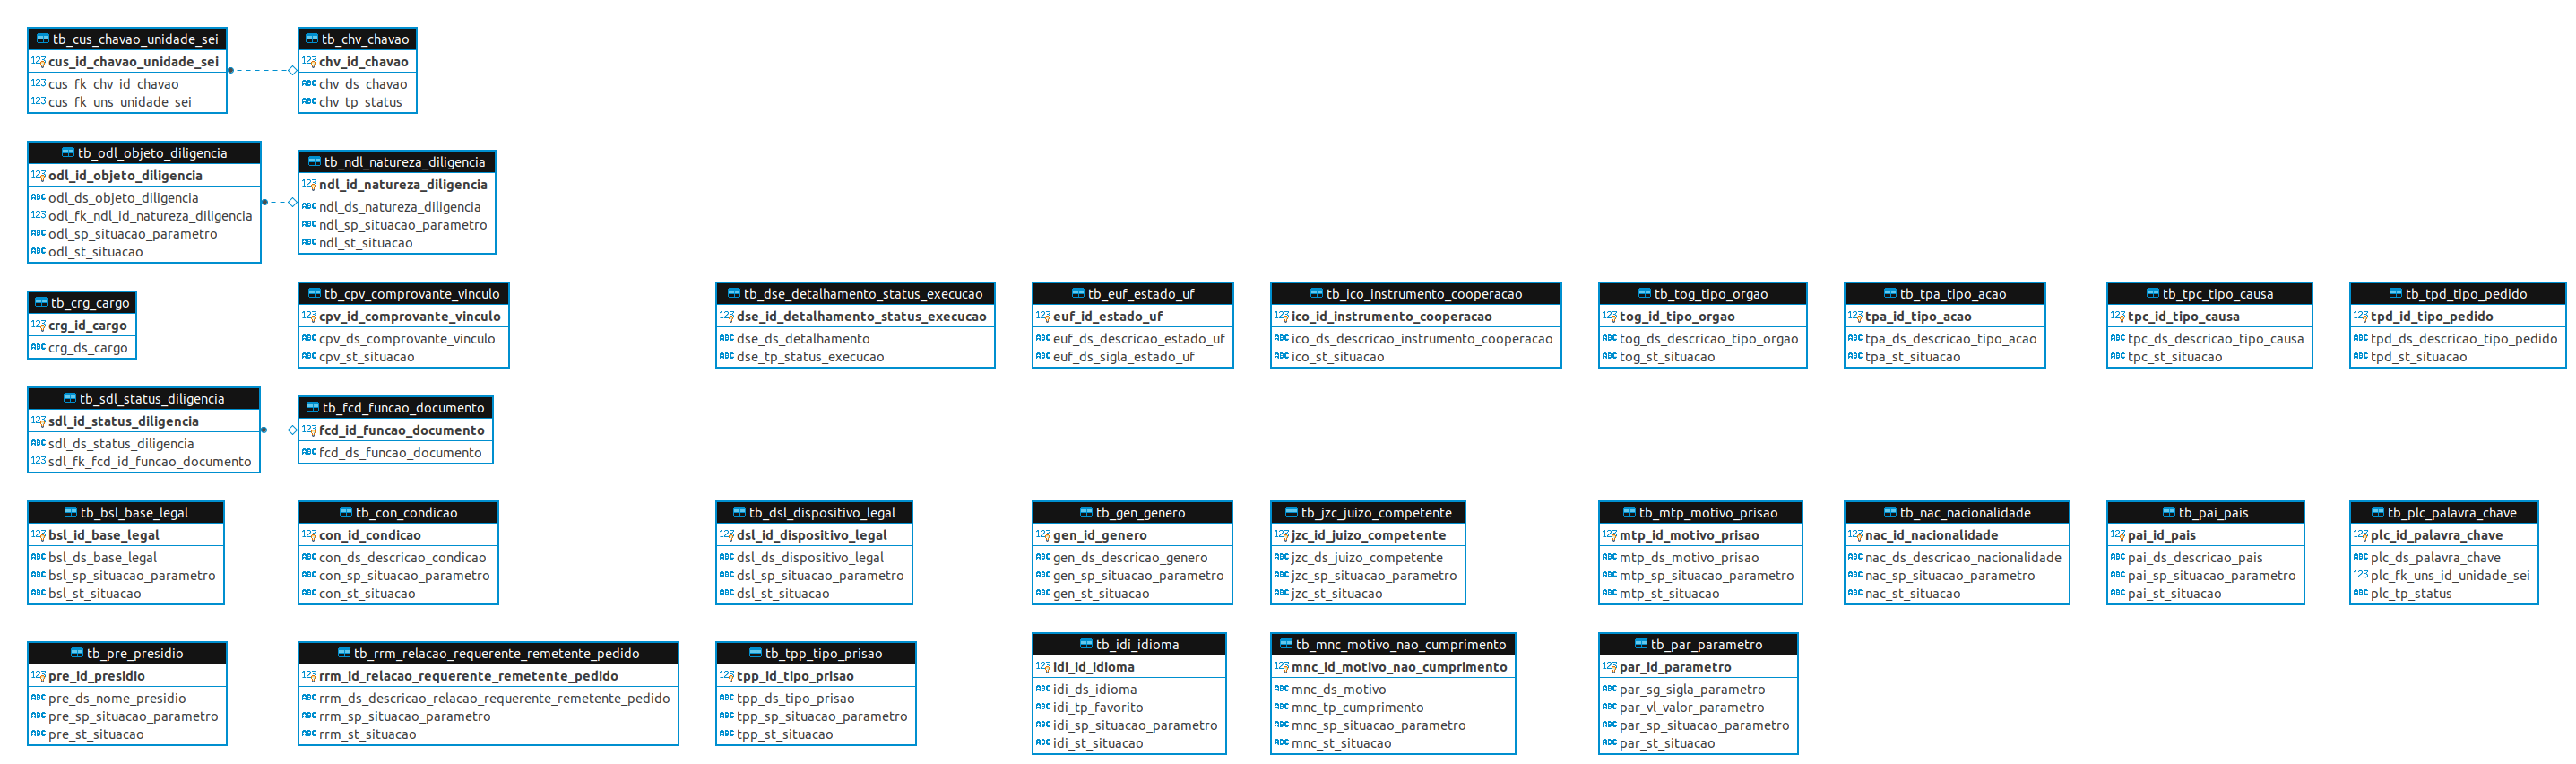 tb_cus_chavao_unidade_sei
123 cus_id_chavao_unidade_sei
123 cus_fk_chv_id_chavao
123 cus_fk_uns_unidade_sei
tb_chv_chavao
123 chv_id_chavao
ABC chv_ds_chavao
ABC chv_tp_status
tb_odl_objeto_diligencia
123 odl_id_objeto_diligencia
ABC odl_ds_objeto_diligencia
123 odl_fk_ndl_id_natureza_diligencia
ABC odl_sp_situacao_parametro
ABC odl_st_situacao
tb_ndl_natureza_diligencia
123 ndl_id_natureza_diligencia
ABC ndl_ds_natureza_diligencia
ABC ndl_sp_situacao_parametro
ABC ndl_st_situacao
tb_crg_cargo
123 crg_id_cargo
ABC crg_ds_cargo
tb_cpv_comprovante_vinculo
123 cpv_id_comprovante_vinculo
ABC cpv_ds_comprovante_vinculo
ABC cpv_st_situacao
tb_dse_detalhamento_status_execucao
123 dse_id_detalhamento_status_execucao
ABC dse_ds_detalhamento
ABC dse_tp_status_execucao
tb_euf_estado_uf
123 euf_id_estado_uf
ABC euf_ds_descricao_estado_uf
ABC euf_ds_sigla_estado_uf
tb_ico_instrumento_cooperacao
123 ico_id_instrumento_cooperacao
ABC ico_ds_descricao_instrumento_cooperacao
ABC ico_st_situacao
tb_tog_tipo_orgao
123 tog_id_tipo_orgao
ABC tog_ds_descricao_tipo_orgao
ABC tog_st_situacao
tb_tpa_tipo_acao
123 tpa_id_tipo_acao
ABC tpa_ds_descricao_tipo_acao
ABC tpa_st_situacao
tb_tpc_tipo_causa
123 tpc_id_tipo_causa
ABC tpc_ds_descricao_tipo_causa
ABC tpc_st_situacao
tb_tpd_tipo_pedido
123 tpd_id_tipo_pedido
ABC tpd_ds_descricao_tipo_pedido
ABC tpd_st_situacao
tb_sdl_status_diligencia
123 sdl_id_status_diligencia
ABC sdl_ds_status_diligencia
123 sdl_fk_fcd_id_funcao_documento
tb_fcd_funcao_documento
123 fcd_id_funcao_documento
ABC fcd_ds_funcao_documento
tb_bsl_base_legal
123 bsl_id_base_legal
ABC bsl_ds_base_legal
ABC bsl_sp_situacao_parametro
ABC bsl_st_situacao
tb_con_condicao
123 con_id_condicao
ABC con_ds_descricao_condicao
ABC con_sp_situacao_parametro
ABC con_st_situacao
tb_dsl_dispositivo_legal
123 dsl_id_dispositivo_legal
ABC dsl_ds_dispositivo_legal
ABC dsl_sp_situacao_parametro
ABC dsl_st_situacao
tb_gen_genero
123 gen_id_genero
ABC gen_ds_descricao_genero
ABC gen_sp_situacao_parametro
ABC gen_st_situacao
tb_jzc_juizo_competente
123 jzc_id_juizo_competente
ABC jzc_ds_juizo_competente
ABC jzc_sp_situacao_parametro
ABC jzc_st_situacao
tb_mtp_motivo_prisao
123 mtp_id_motivo_prisao
ABC mtp_ds_motivo_prisao
ABC mtp_sp_situacao_parametro
ABC mtp_st_situacao
tb_nac_nacionalidade
123 nac_id_nacionalidade
ABC nac_ds_descricao_nacionalidade
ABC nac_sp_situacao_parametro
ABC nac_st_situacao
tb_pai_pais
123 pai_id_pais
ABC pai_ds_descricao_pais
ABC pai_sp_situacao_parametro
ABC pai_st_situacao
tb_plc_palavra_chave
123 plc_id_palavra_chave
ABC plc_ds_palavra_chave
123 plc_fk_uns_id_unidade_sei
ABC plc_tp_status
tb_pre_presidio
123 pre_id_presidio
ABC pre_ds_nome_presidio
ABC pre_sp_situacao_parametro
ABC pre_st_situacao
tb_rrm_relacao_requerente_remetente_pedido
123 rrm_id_relacao_requerente_remetente_pedido
ABC rrm_ds_descricao_relacao_requerente_remetente_pedido
ABC rrm_sp_situacao_parametro
ABC rrm_st_situacao
tb_tpp_tipo_prisao
123 tpp_id_tipo_prisao
ABC tpp_ds_tipo_prisao
ABC tpp_sp_situacao_parametro
ABC tpp_st_situacao
tb_idi_idioma
123 idi_id_idioma
ABC idi_ds_idioma
ABC idi_tp_favorito
ABC idi_sp_situacao_parametro
ABC idi_st_situacao
tb_mnc_motivo_nao_cumprimento
123 mnc_id_motivo_nao_cumprimento
ABC mnc_ds_motivo
ABC mnc_tp_cumprimento
ABC mnc_sp_situacao_parametro
ABC mnc_st_situacao
tb_par_parametro
123 par_id_parametro
ABC par_sg_sigla_parametro
ABC par_vl_valor_parametro
ABC par_sp_situacao_parametro
ABC par_st_situacao